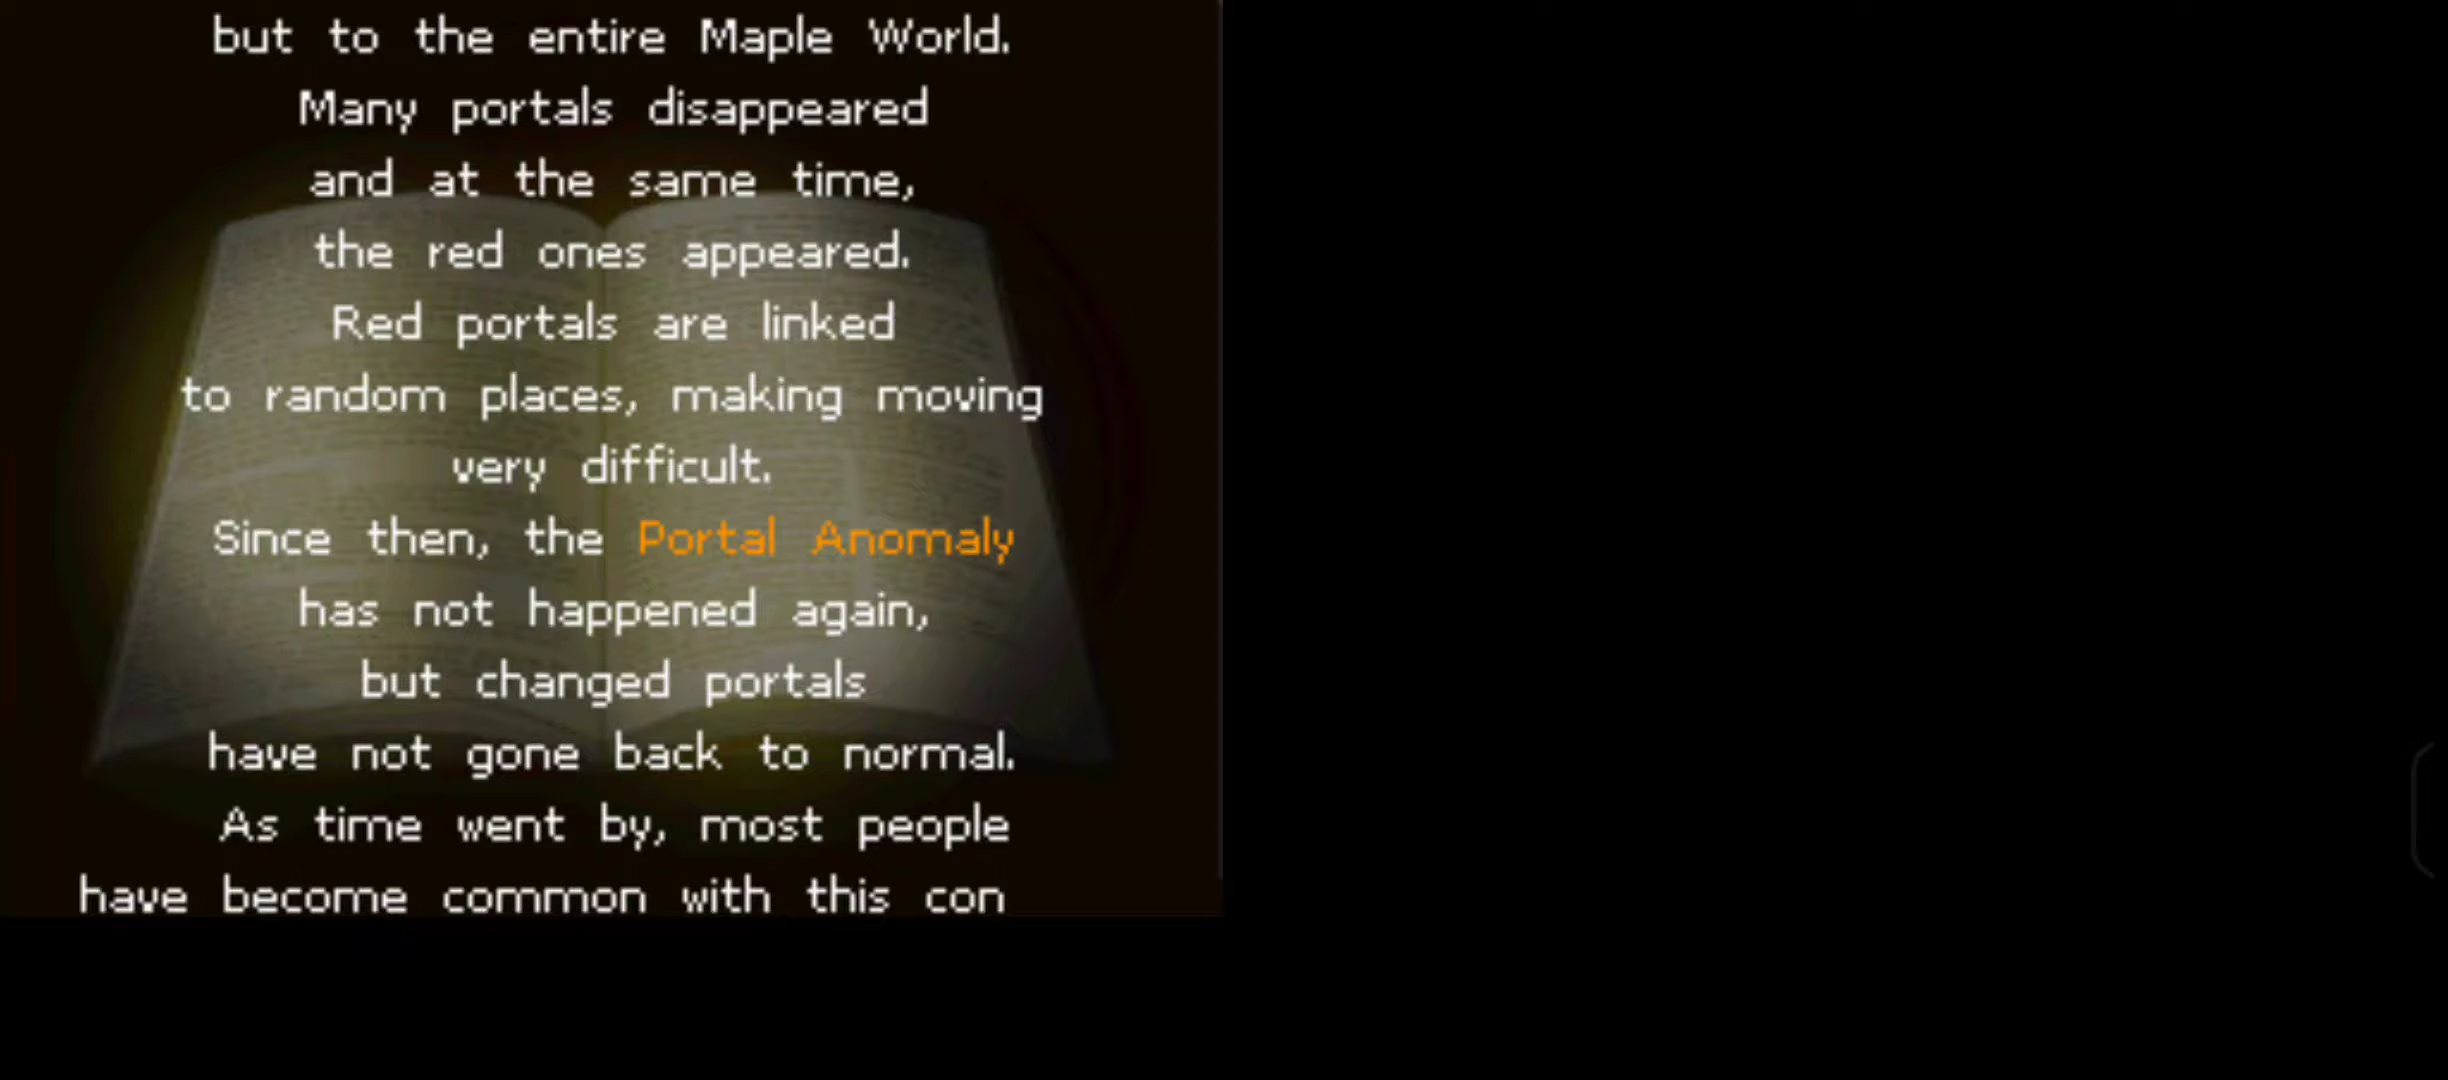 but to the entire Maple World.
Many portals disappeared
and at the same time,
the red ones appeared.
Red portals are linked
to random places, making moving
very difficult.
Since then, the Portal Anomaly
has not happened again,
but changed portals
have not gone back to normal.
As time went by, most people
have become common with this con